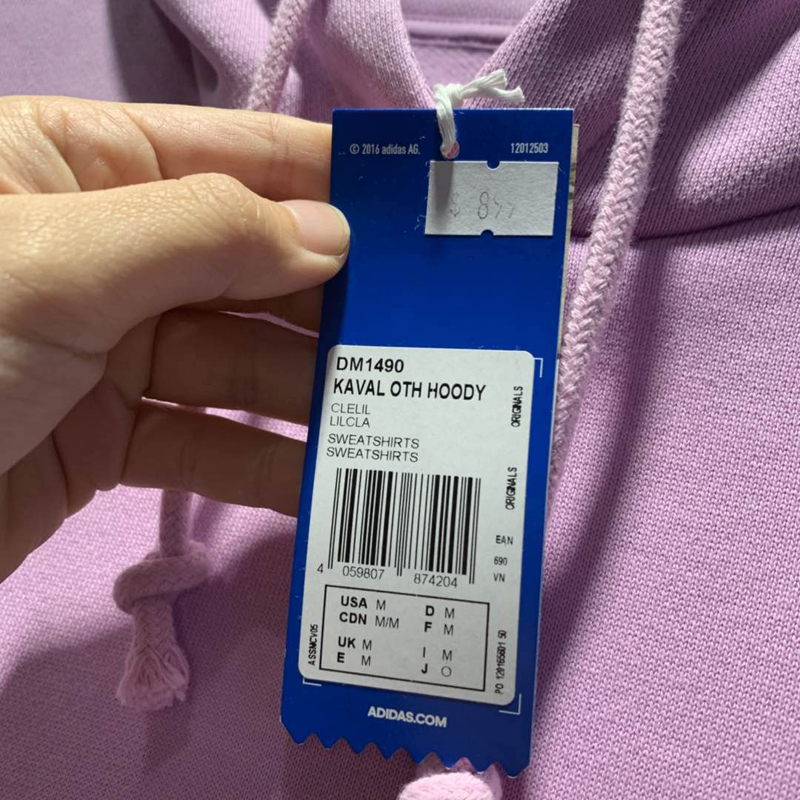 © 2016 adidas AG. 12012503
DM1490
KAVAL OTH HOODY
CLELIL
LILCLA
SWEATSHIRTS
SWEATSHIRTS
ORIGINALS
ORIGINALS
EAN
690
VN
4 059807 874204
USA M D M
CDN M/M F M
UK M I M
E M J O
ASSMCV05
ADIDAS.COM